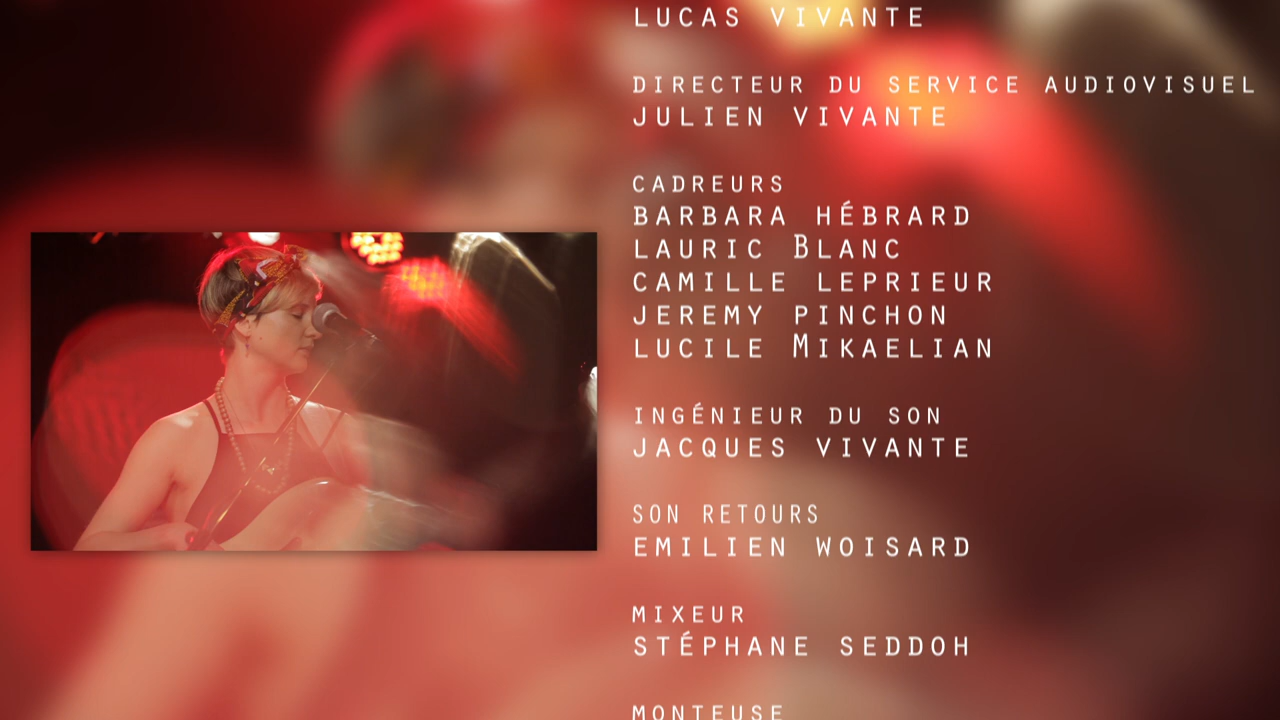 LUCAS VIVANTE
DIRECTEUR DU SERVICE AUDIOVISUEL
JULIEN VIVANTE
CADREURS
BARBARA HÉBRARD
LAURIC BLANC
CAMILLE LEPRIEUR
JEREMY PINCHON
LUCILE MIKAELIAN
INGÉNIEUR DU SON
JACQUES VIVANTE
SON RETOURS
EMILIEN WOISARD
MIXEUR
STÉPHANE SEDDOH
MONTEUSE